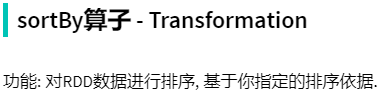 sortBy算子 - Transformation
功能: 对RDD数据进行排序, 基于你指定的排序依据.